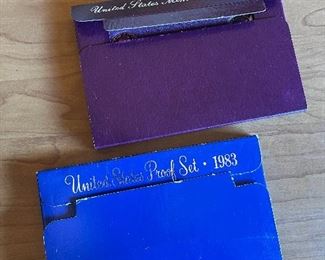 United States
United States Proof Set · 1983